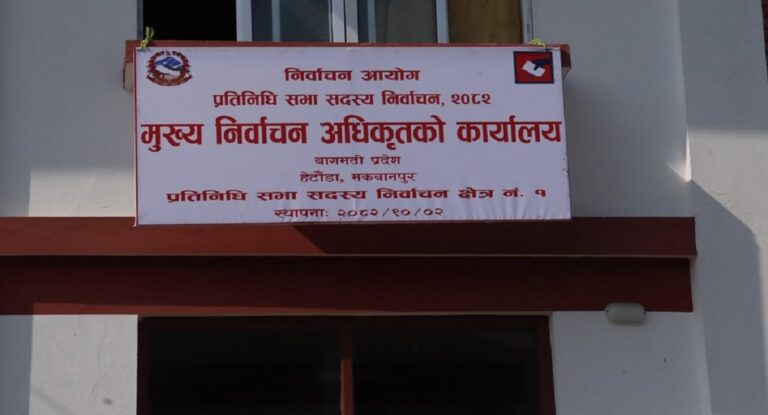 निर्वाचन आयोग
प्रतिनिधि सभा सदस्य निर्वाचन, २०८२
मुख्य निर्वाचन अधिकृतको कार्यालय
बागमती प्रदेश
हेटौडा, मकवानपुर
प्रतिनिधि सभा सदस्य निर्वाचन क्षेत्र नं. १
स्थापनाः २०८२/१०/०२